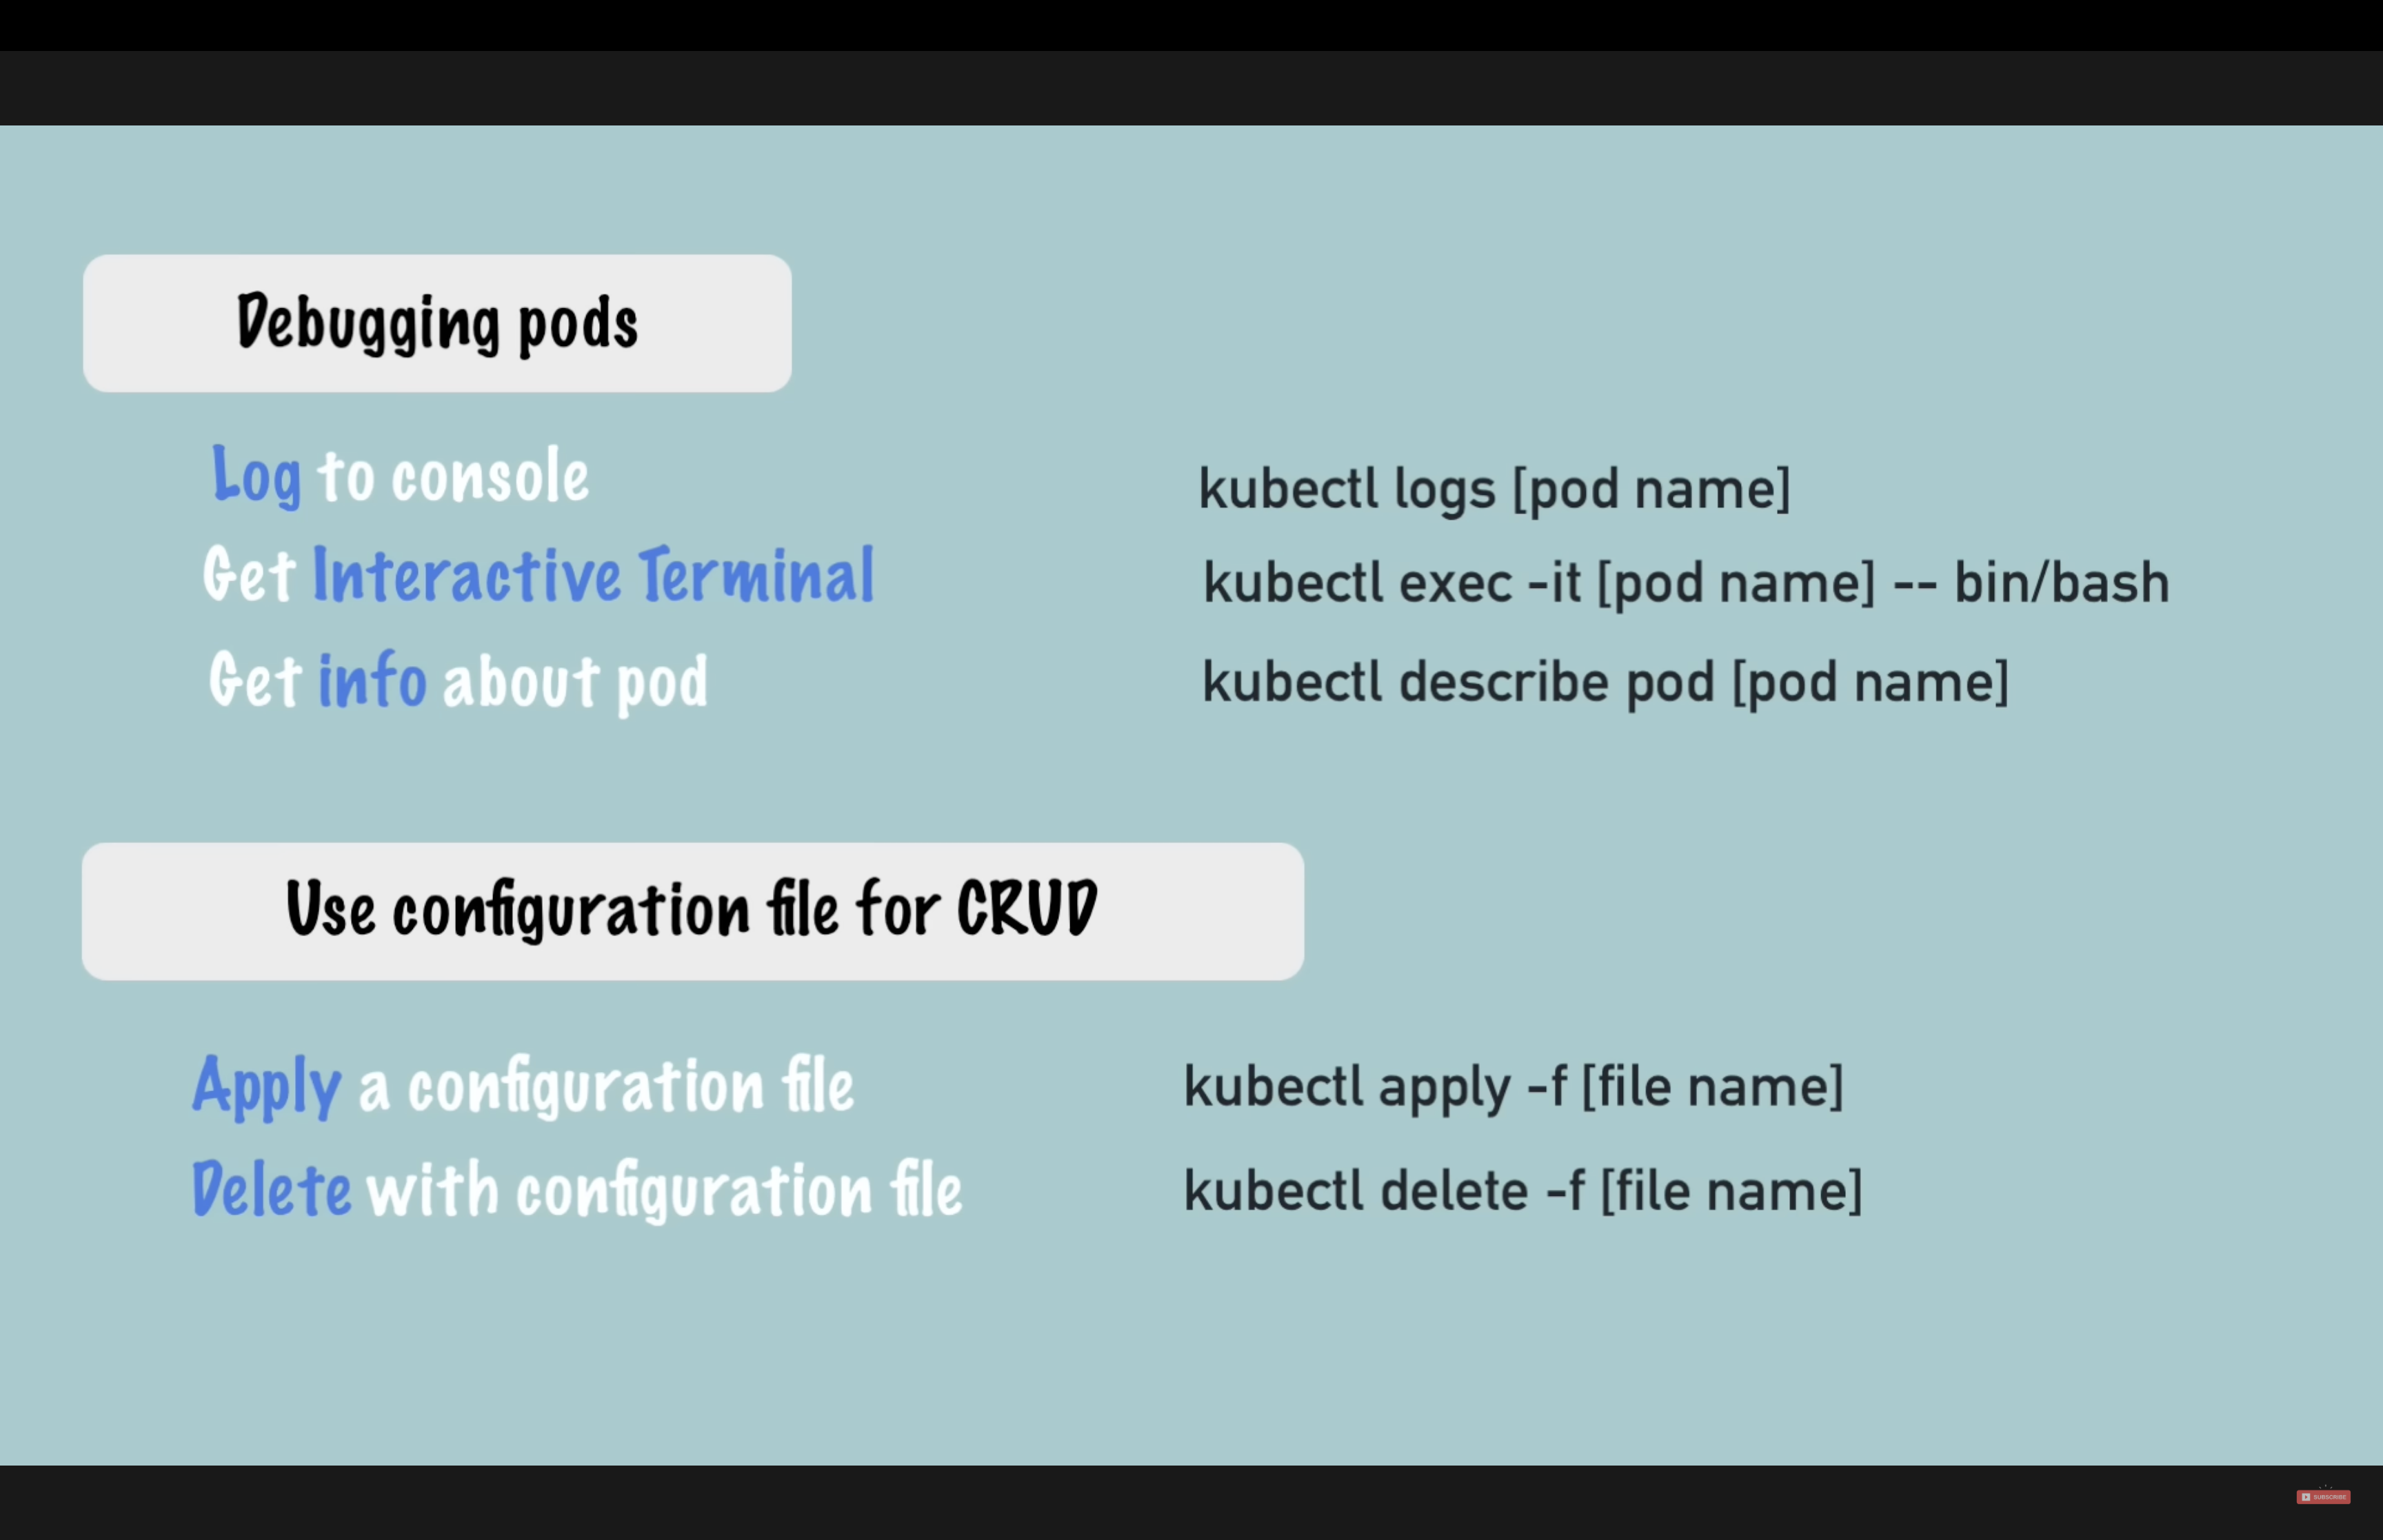 Debugging pods
Log to console
kubectl logs [pod name]
Get Interactive Terminal
kubectl exec -it [pod name] -- bin/bash
Get info about pod
kubectl describe pod [pod name]
Use configuration file for CRUD
Apply a configuration file
kubectl apply -f [file name]
Delete with configuration file
kubectl delete -f [file name]
SUBSCRIBE